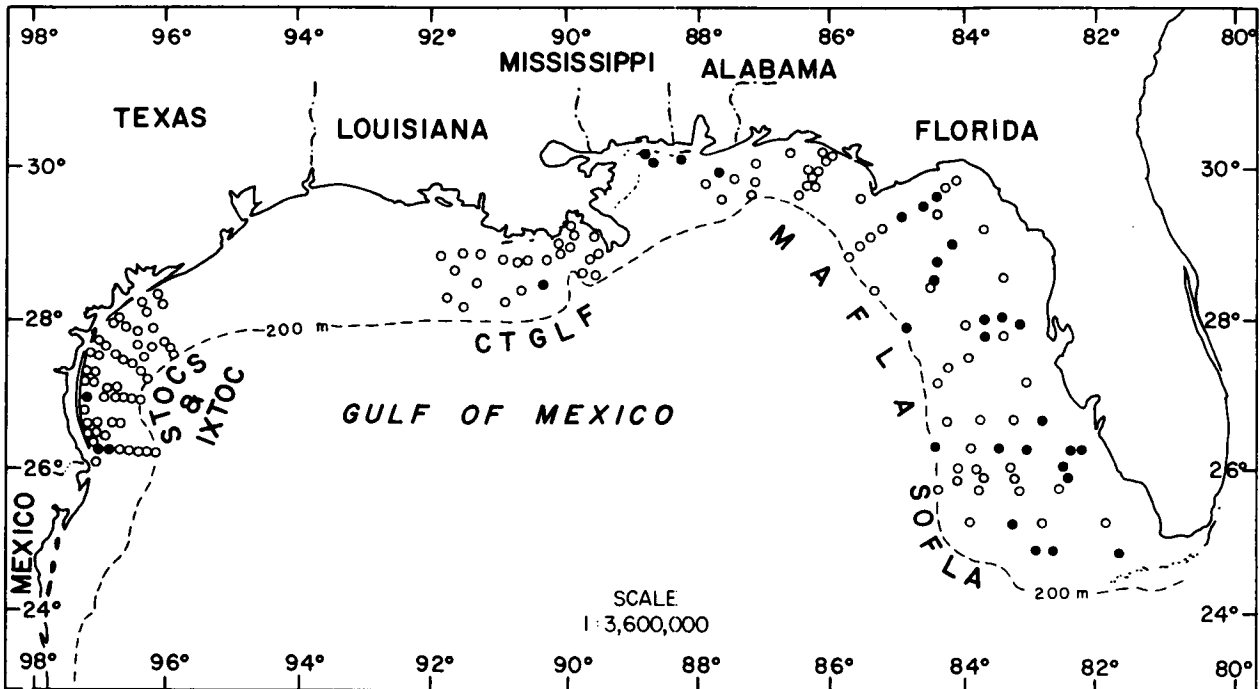 98° 96° 94° 92° 90° 88° 86° 84° 82° 80°
MISSISSIPPI
ALABAMA
TEXAS
LOUISIANA
FLORIDA
30° 30°
MAFLA
28° 200 m 28°
CTGLF
STOCS
&
IXTOC
GULF OF MEXICO
26° 26°
SOFLA
MEXICO
200 m
24° 24°
SCALE
1:3,600,000
98° 96° 94° 92° 90° 88° 86° 84° 82° 80°